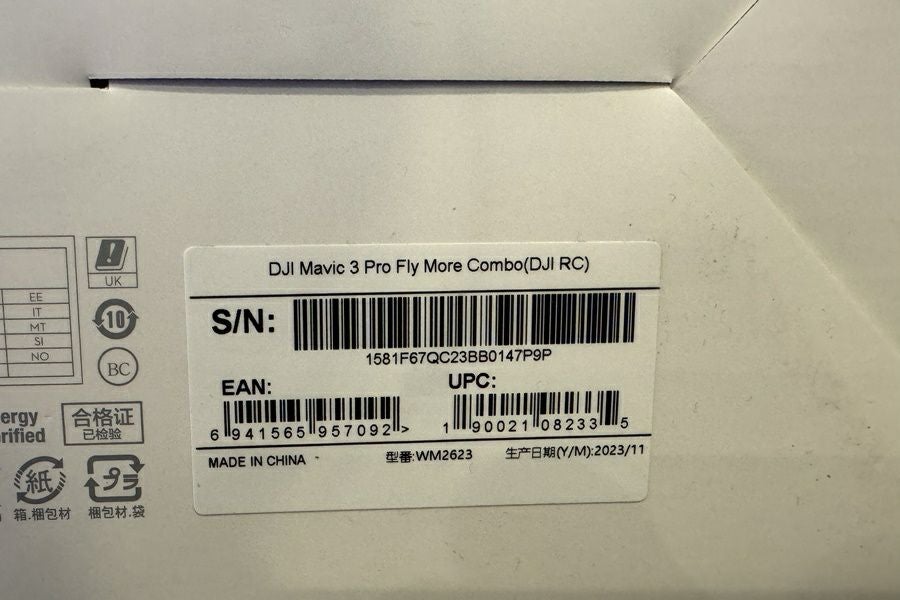 DJI Mavic 3 Pro Fly More Combo(DJI RC)
S/N:
1581F67QC23BB0147P9P
EAN:
6 941565 957092 >
UPC:
1 90021 08233 5
MADE IN CHINA
型番:WM2623
生产日期(Y/M):2023/11
UK
EE
IT
MT
SI
NO
10
BC
ergy
rified
合格证
已检验
紙
プラ
箱.梱包材
梱包材.袋